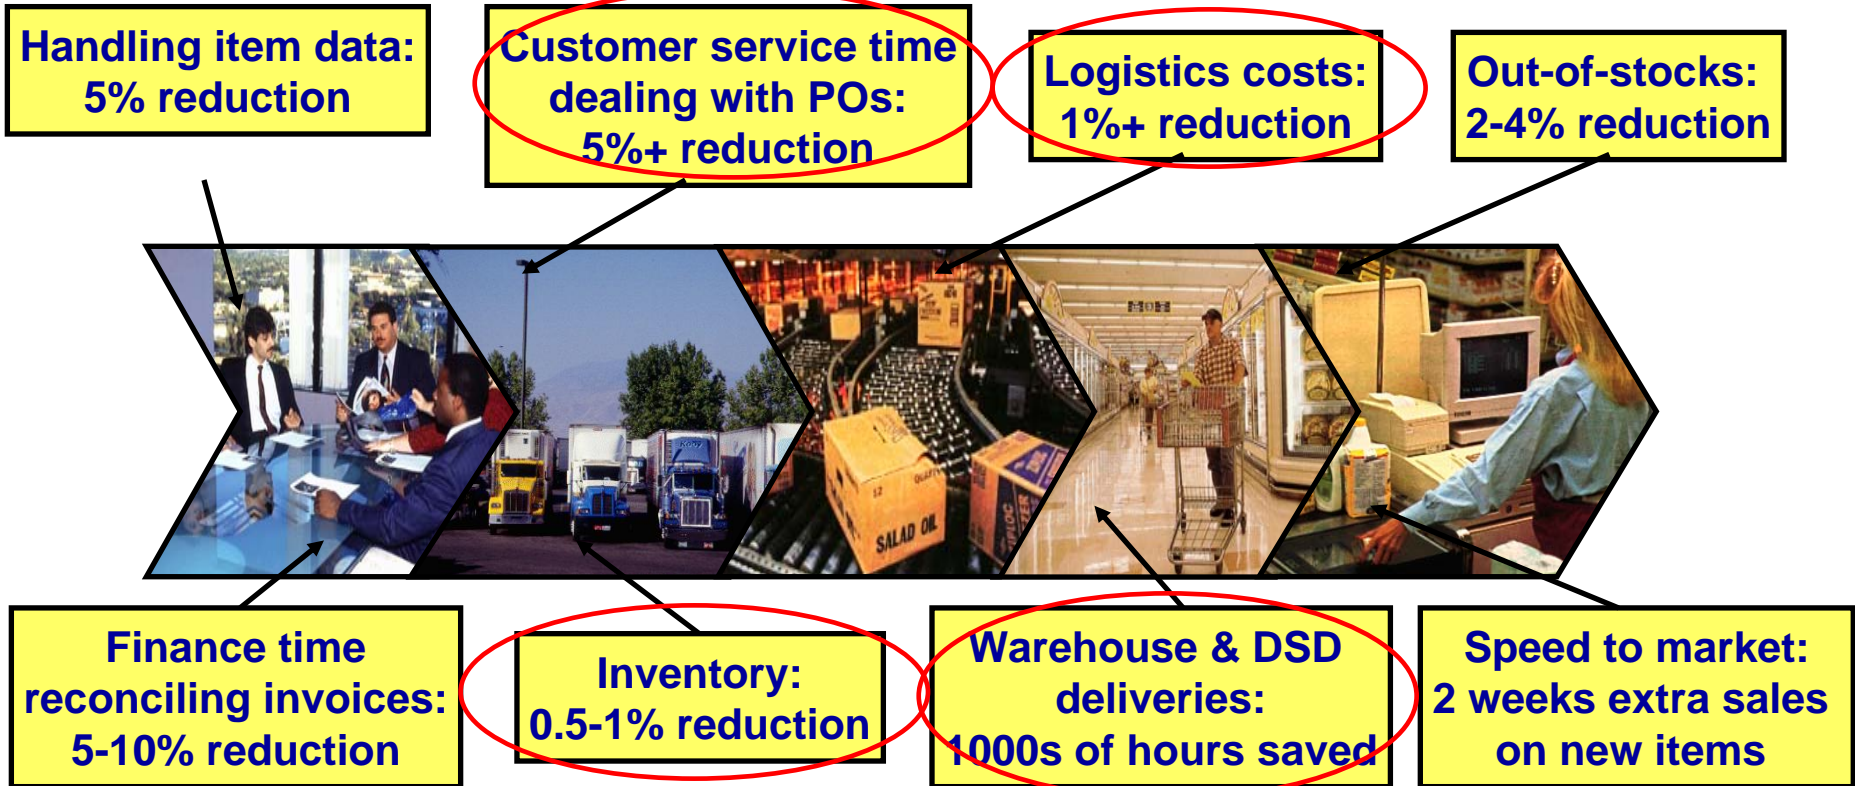 Handling item data:
5% reduction
Customer service time
dealing with POs:
5%+ reduction
Logistics costs:
1%+ reduction
Out-of-stocks:
2-4% reduction
12
SALAD OIL
Finance time
reconciling invoices:
5-10% reduction
Inventory:
0.5-1% reduction
Warehouse & DSD
deliveries:
1000s of hours saved
Speed to market:
2 weeks extra sales
on new items